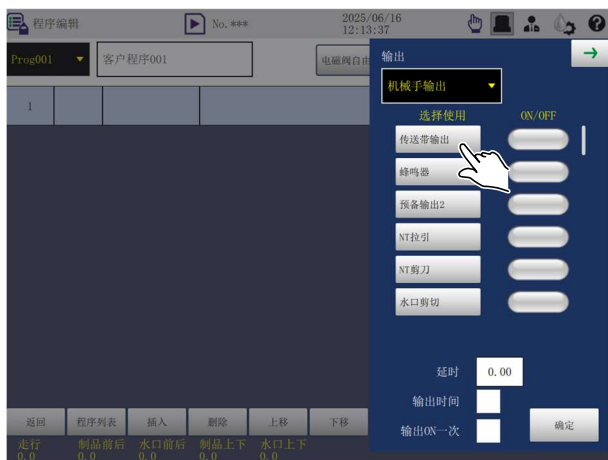 程序编辑
No. ***
2025/06/16
12:13:37
Prog001
客户程序001
电磁阀自由
1
输出
机械手输出
选择使用 ON/OFF
传送带输出
蜂鸣器
预备输出2
NT拉引
NT剪刀
水口剪切
延时 0.00
输出时间
输出ON一次
确定
返回 程序列表 插入 删除 上移 下移
走行 制品前后 水口前后 制品上下 水口上下
0.0 0.0 0.0 0.0 0.0